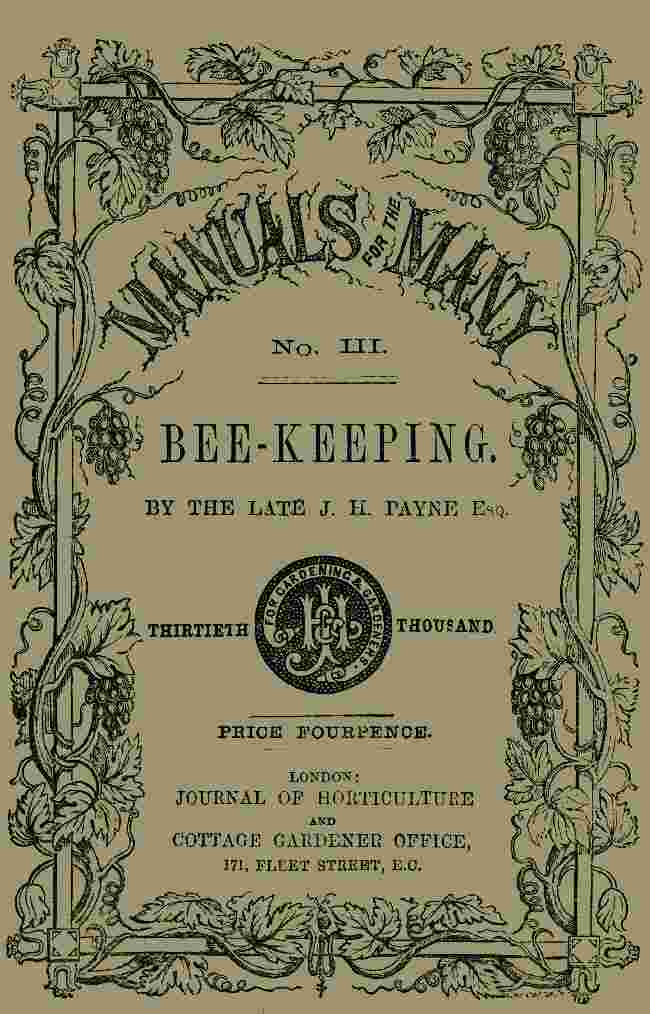 MANUALS FOR THE MANY
No. III.
BEE-KEEPING.
BY THE LATE J. H. PAYNE ESQ.
FOR GARDENING & GARDENERS.
THIRTIETH THOUSAND
PRICE FOURPENCE.
LONDON:
JOURNAL OF HORTICULTURE
AND
COTTAGE GARDENER OFFICE,
171, FLEET STREET, E.C.